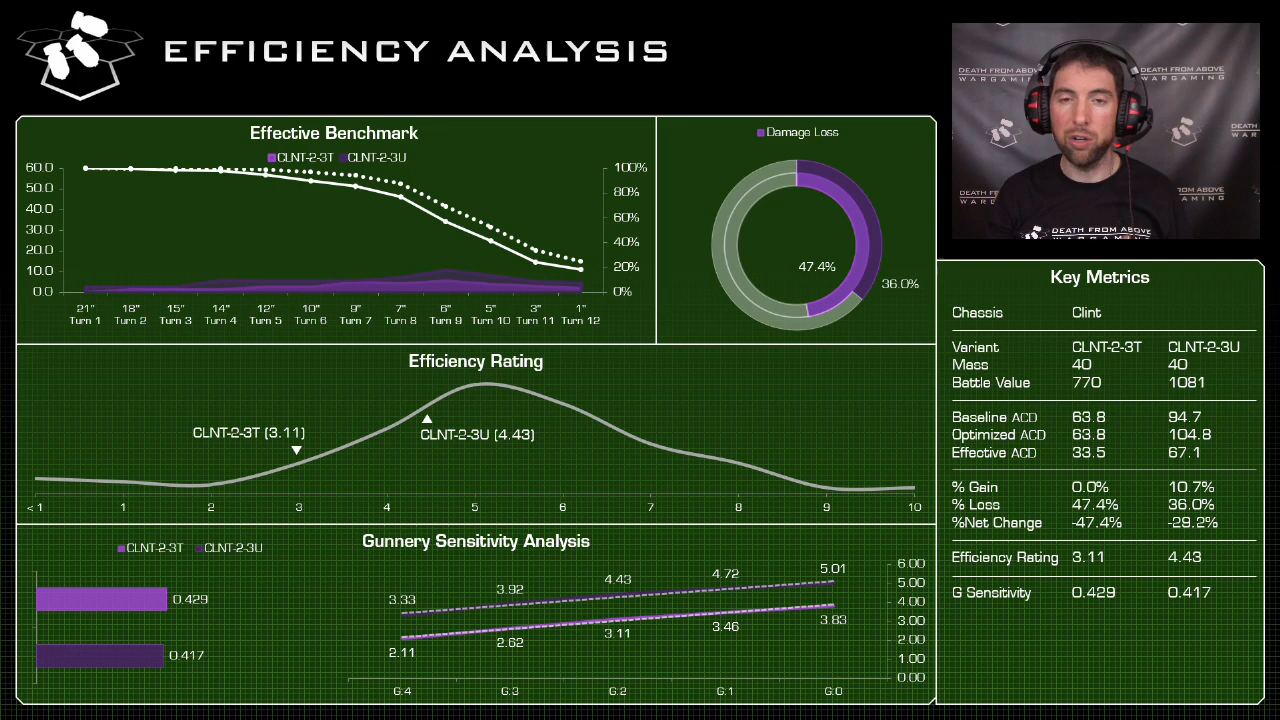 EFFICIENCY ANALYSIS
DEATH FROM ABOVE
WARGAMING
DEATH FROM ABOVE
WARGAMING
DEATH
WARG
Effective Benchmark
CLNT-2-3T CLNT-2-3U
60.0
50.0
40.0
30.0
20.0
10.0
0.0
100%
80%
60%
40%
20%
0%
21" 18" 15" 14" 12" 10" 9" 7" 6" 5" 3" 1"
Turn 1 Turn 2 Turn 3 Turn 4 Turn 5 Turn 6 Turn 7 Turn 8 Turn 9 Turn 10 Turn 11 Turn 12
Damage Loss
47.4%
36.0%
Efficiency Rating
CLNT-2-3T (3.11)
CLNT-2-3U (4.43)
<1 1 2 3 4 5 6 7 8 9 10
CLNT-2-3T CLNT-2-3U
0.429
0.417
Gunnery Sensitivity Analysis
3.33 3.92 4.43 4.72 5.01
2.11 2.62 3.11 3.46 3.83
6.00
5.00
4.00
3.00
2.00
1.00
0.00
G:4 G:3 G:2 G:1 G:0
Key Metrics
Chassis Clint
Variant CLNT-2-3T CLNT-2-3U
Mass 40 40
Battle Value 770 1081
Baseline ACD 63.8 94.7
Optimized ACD 63.8 104.8
Effective ACD 33.5 67.1
% Gain 0.0% 10.7%
% Loss 47.4% 36.0%
%Net Change -47.4% -29.2%
Efficiency Rating 3.11 4.43
G Sensitivity 0.429 0.417